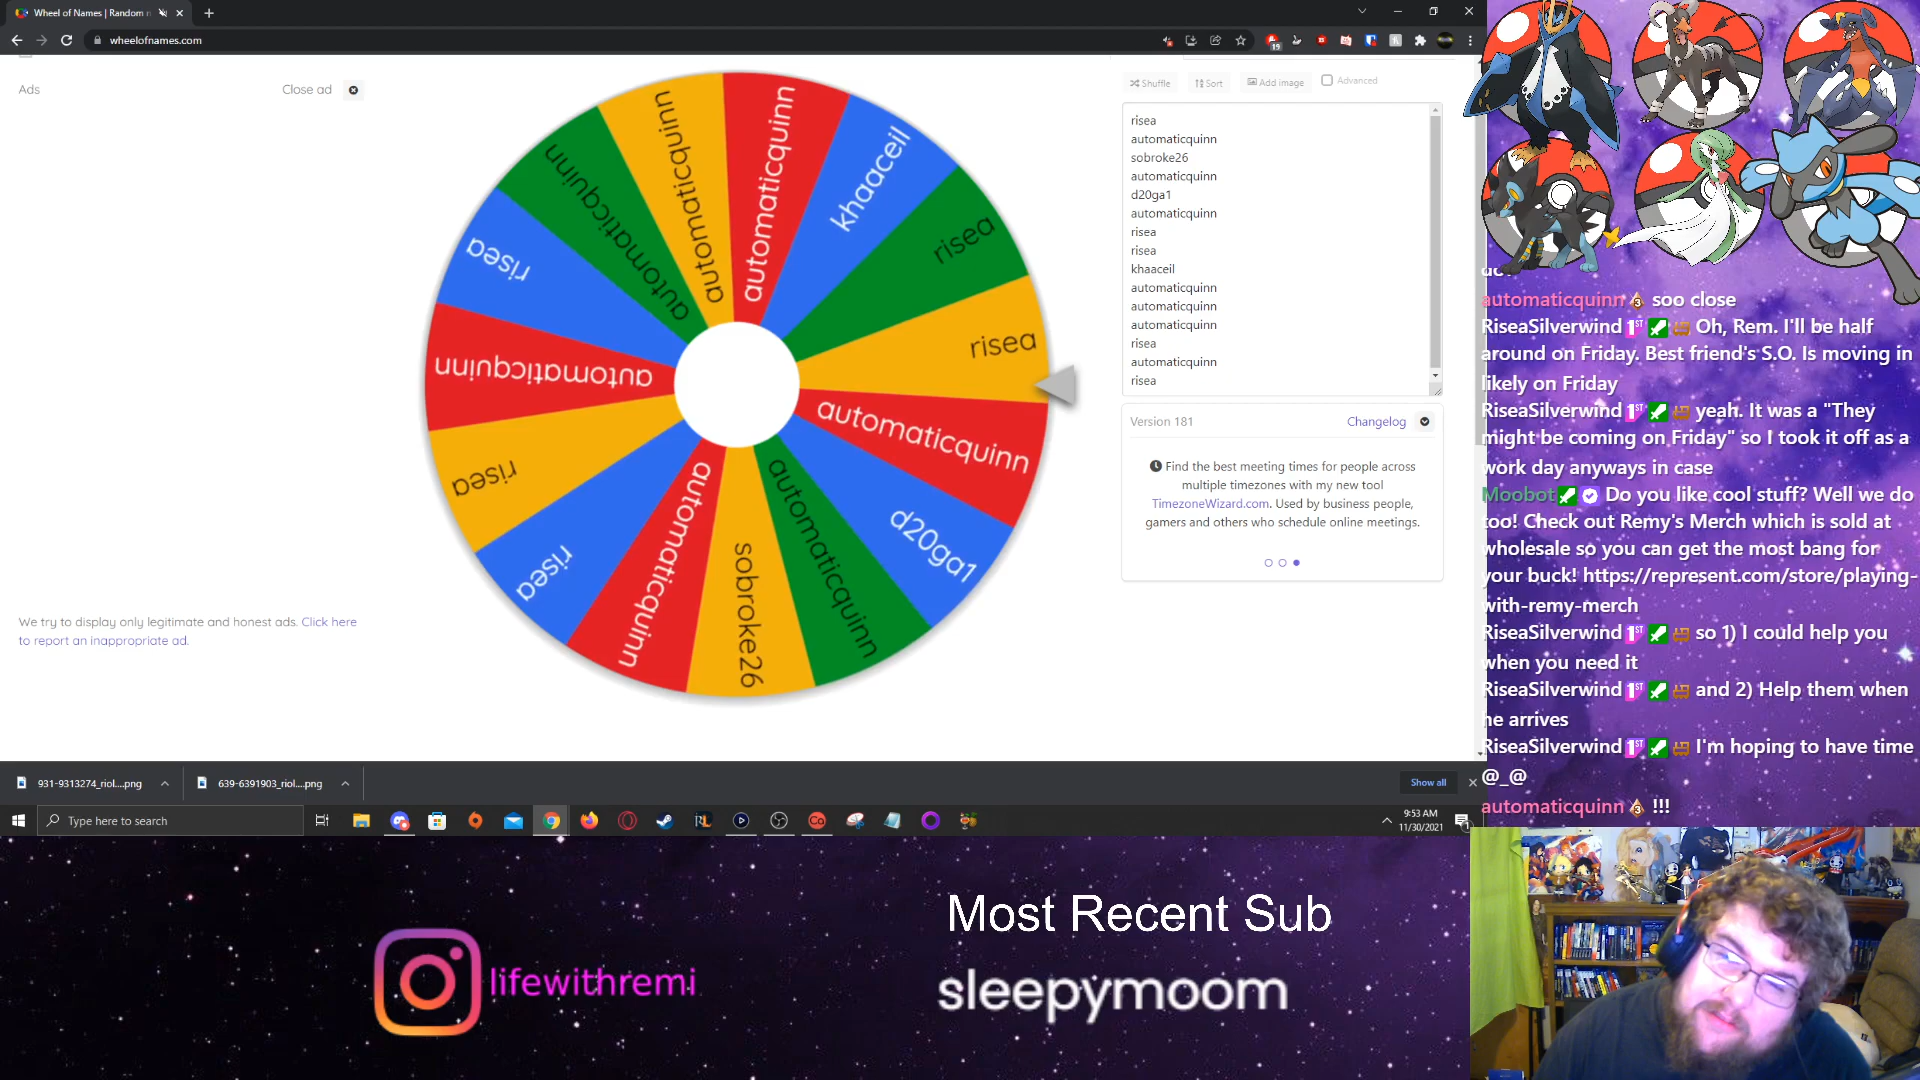 Wheel of Names | Random n
wheelofnames.com
19
Ads
Close ad
Shuffle
Sort
Add image
Advanced
automaticquinn
khaaceil
risea
risea
automaticquinn
d20ga1
automaticquinn
sobroke26
automaticquinn
risea
risea
automaticquinn
risea
automaticquinn
automaticquinn
risea
automaticquinn
sobroke26
automaticquinn
d20ga1
automaticquinn
risea
risea
khaaceil
automaticquinn
automaticquinn
automaticquinn
risea
automaticquinn
risea
Version 181
Changelog
Find the best meeting times for people across
multiple timezones with my new tool
TimezoneWizard.com. Used by business people,
gamers and others who schedule online meetings.
We try to display only legitimate and honest ads. Click here
to report an inappropriate ad.
931-9313274_riol....png
639-6391903_riol....png
Show all
Type here to search
9:53 AM
11/30/2021
automaticquinn 3 soo close
RiseaSilverwind 1ST Oh, Rem. I'll be half
around on Friday. Best friend's S.O. Is moving in
likely on Friday
RiseaSilverwind 1ST yeah. It was a "They
might be coming on Friday" so I took it off as a
work day anyways in case
Moobot Do you like cool stuff? Well we do
too! Check out Remy's Merch which is sold at
wholesale so you can get the most bang for
your buck! https://represent.com/store/playing-
with-remy-merch
RiseaSilverwind 1ST so 1) I could help you
when you need it
RiseaSilverwind 1ST and 2) Help them when
he arrives
RiseaSilverwind 1ST I'm hoping to have time
@_@
automaticquinn 3 !!!
lifewithremi
Most Recent Sub
sleepymoom